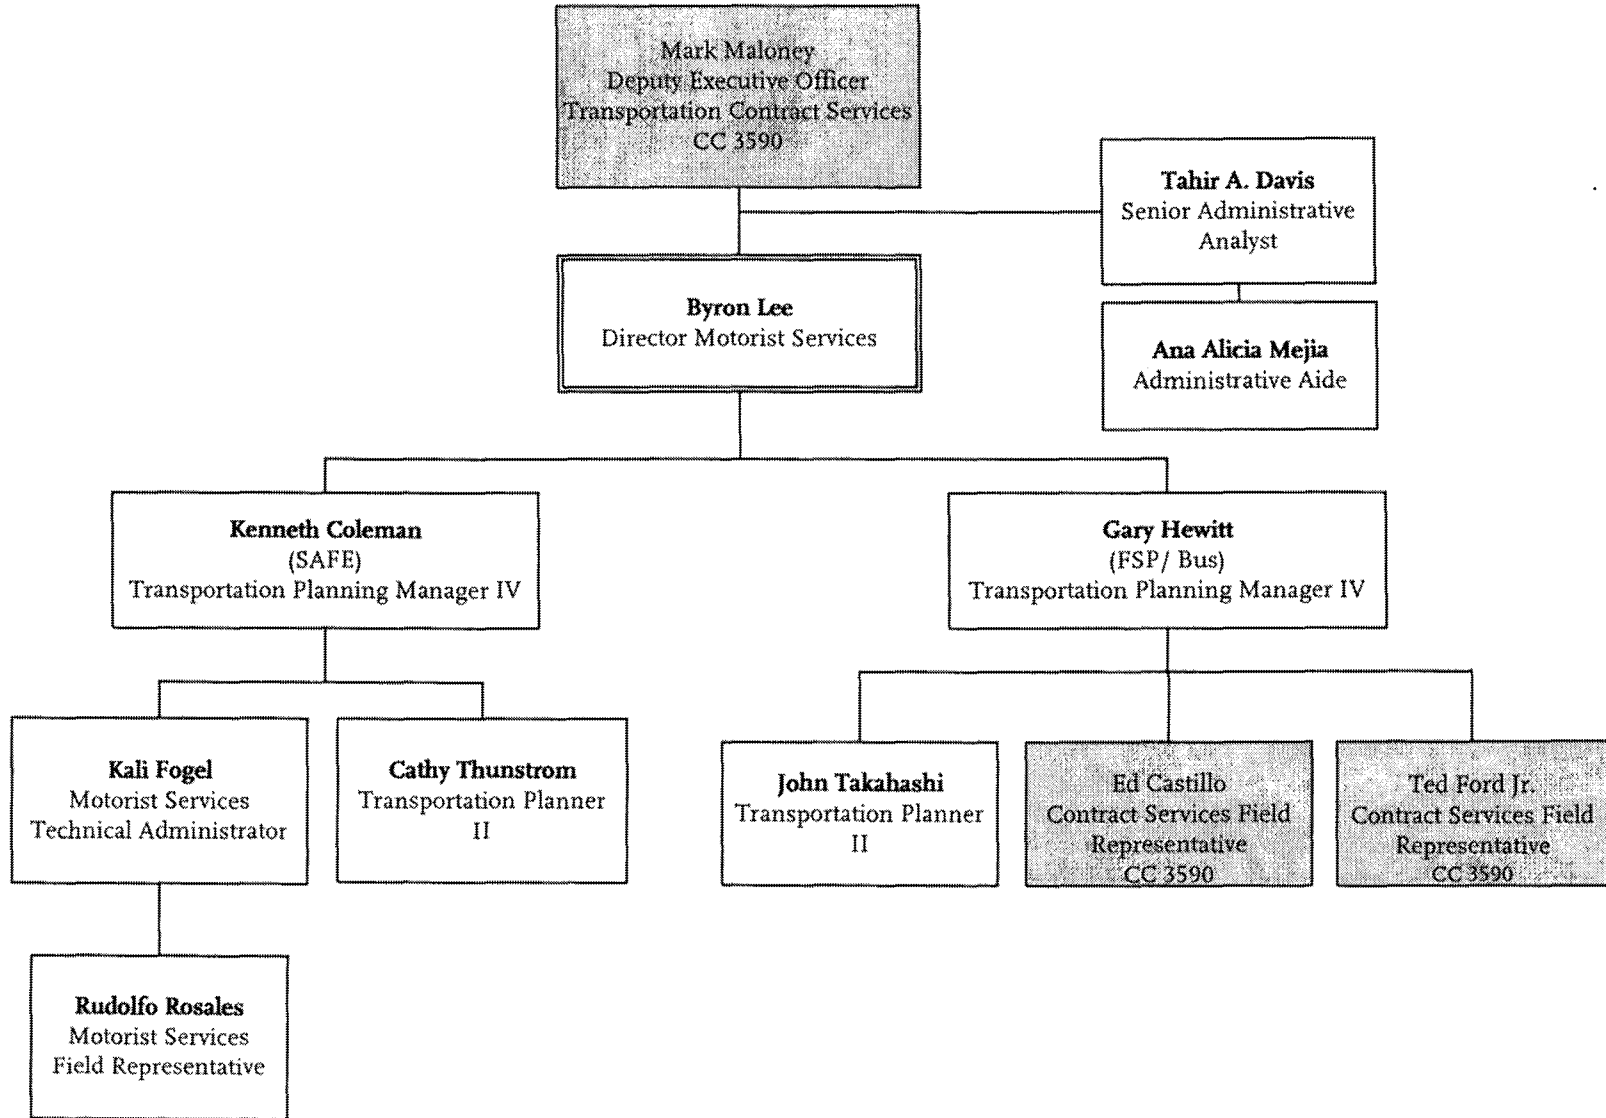 Mark Maloney
Deputy Executive Officer
Transportation Contract Services
CC 3590
Tahir A. Davis
Senior Administrative
Analyst
Byron Lee
Director Motorist Services
Ana Alicia Mejia
Administrative Aide
Kenneth Coleman
(SAFE)
Transportation Planning Manager IV
Gary Hewitt
(FSP/ Bus)
Transportation Planning Manager IV
Kali Fogel
Motorist Services
Technical Administrator
Cathy Thunstrom
Transportation Planner
II
John Takahashi
Transportation Planner
II
Ed Castillo
Contract Services Field
Representative
CC 3590
Ted Ford Jr.
Contract Services Field
Representative
CC 3590
Rudolfo Rosales
Motorist Services
Field Representative